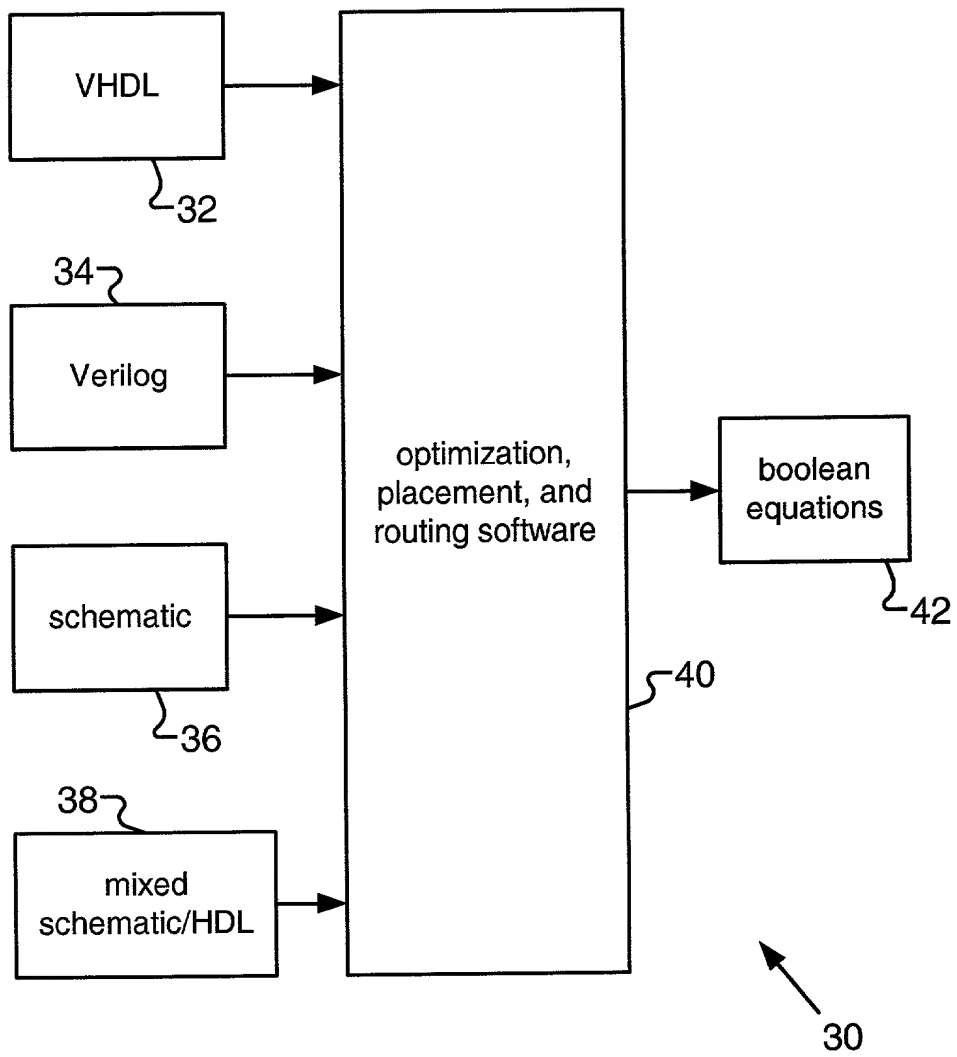 VHDL
32
34
Verilog
optimization,
placement, and
routing software
boolean
equations
42
schematic
36
40
38
mixed
schematic/HDL
30